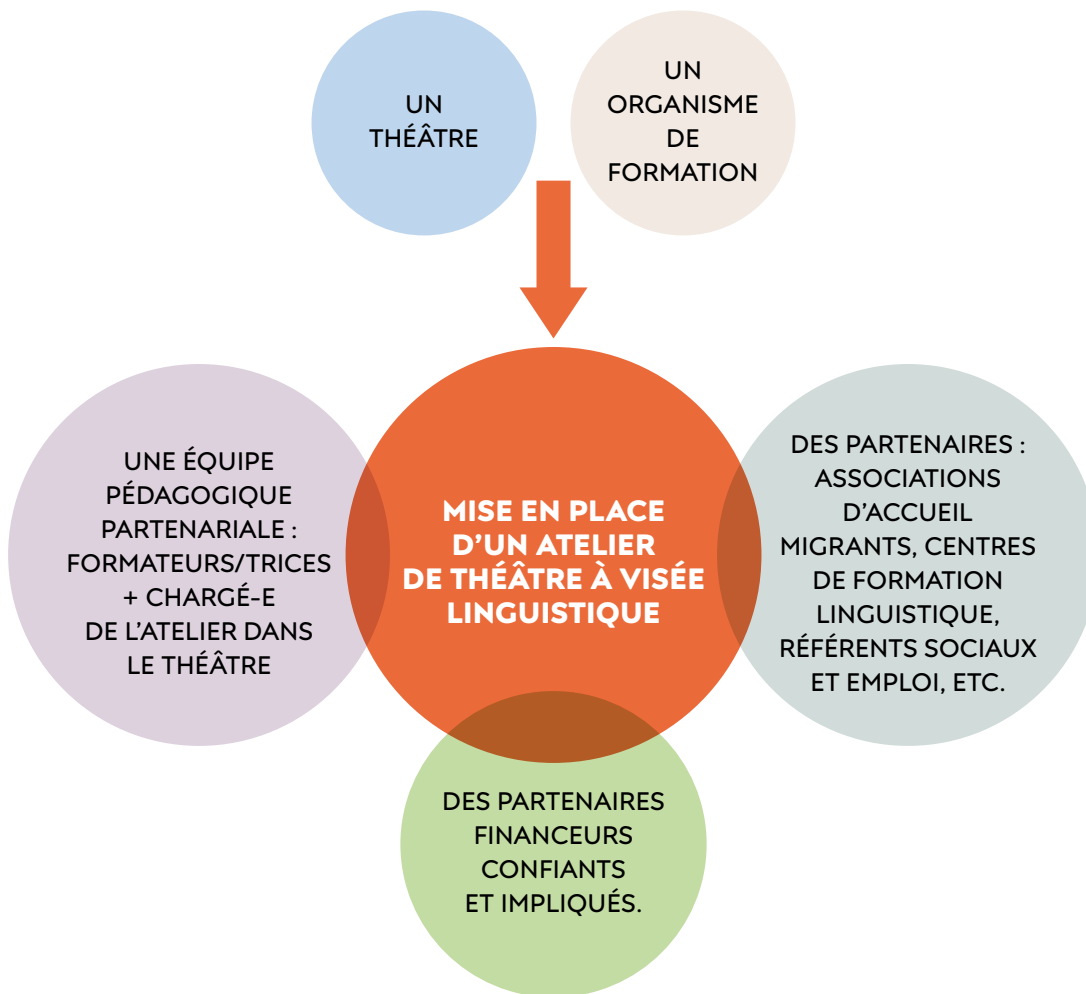 UN
THÉÂTRE
UN
ORGANISME
DE
FORMATION
UNE ÉQUIPE
PÉDAGOGIQUE
PARTENARIALE :
FORMATEURS/TRICES
+ CHARGÉ-E
DE L’ATELIER DANS
LE THÉÂTRE
MISE EN PLACE
D’UN ATELIER
DE THÉÂTRE À VISÉE
LINGUISTIQUE
DES PARTENAIRES :
ASSOCIATIONS
D’ACCUEIL
MIGRANTS, CENTRES
DE FORMATION
LINGUISTIQUE,
RÉFÉRENTS SOCIAUX
ET EMPLOI, ETC.
DES PARTENAIRES
FINANCEURS
CONFIANTS
ET IMPLIQUÉS.